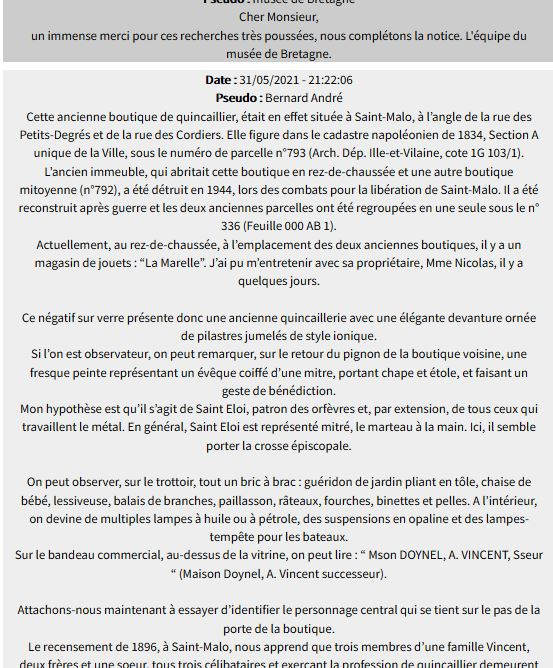 Pseudo : musée de Bretagne
Cher Monsieur,
un immense merci pour ces recherches très poussées, nous complétons la notice. L'équipe du
musée de Bretagne.
Date : 31/05/2021 - 21:22:06
Pseudo : Bernard André
Cette ancienne boutique de quincaillier, était en effet située à Saint-Malo, à l’angle de la rue des
Petits-Degrés et de la rue des Cordiers. Elle figure dans le cadastre napoléonien de 1834, Section A
unique de la Ville, sous le numéro de parcelle n°793 (Arch. Dép. Ille-et-Vilaine, cote 1G 103/1).
L’ancien immeuble, qui abritait cette boutique en rez-de-chaussée et une autre boutique
mitoyenne (n°792), a été détruit en 1944, lors des combats pour la libération de Saint-Malo. Il a été
reconstruit après guerre et les deux anciennes parcelles ont été regroupées en une seule sous le n°
336 (Feuille 000 AB 1).
Actuellement, au rez-de-chaussée, à l’emplacement des deux anciennes boutiques, il y a un
magasin de jouets : “La Marelle”. J’ai pu m’entretenir avec sa propriétaire, Mme Nicolas, il y a
quelques jours.
Ce négatif sur verre présente donc une ancienne quincaillerie avec une élégante devanture ornée
de pilastres jumelés de style ionique.
Si l’on est observateur, on peut remarquer, sur le retour du pignon de la boutique voisine, une
fresque peinte représentant un évêque coiffé d’une mitre, portant chape et étole, et faisant un
geste de bénédiction.
Mon hypothèse est qu’il s’agit de Saint Eloi, patron des orfèvres et, par extension, de tous ceux qui
travaillent le métal. En général, Saint Eloi est représenté mitré, le marteau à la main. Ici, il semble
porter la crosse épiscopale.
On peut observer, sur le trottoir, tout un bric à brac : guéridon de jardin pliant en tôle, chaise de
bébé, lessiveuse, balais de branches, paillasson, râteaux, fourches, binettes et pelles. A l’intérieur,
on devine de multiples lampes à huile ou à pétrole, des suspensions en opaline et des lampes-
tempête pour les bateaux.
Sur le bandeau commercial, au-dessus de la vitrine, on peut lire : “ Mson DOYNEL, A. VINCENT, Sseur
“ (Maison Doynel, A. Vincent successeur).
Attachons-nous maintenant à essayer d’identifier le personnage central qui se tient sur le pas de la
porte de la boutique.
Le recensement de 1896, à Saint-Malo, nous apprend que trois membres d’une famille Vincent,
deux frères et une soeur, tous trois célibataires et exerçant la profession de quincaillier demeurent